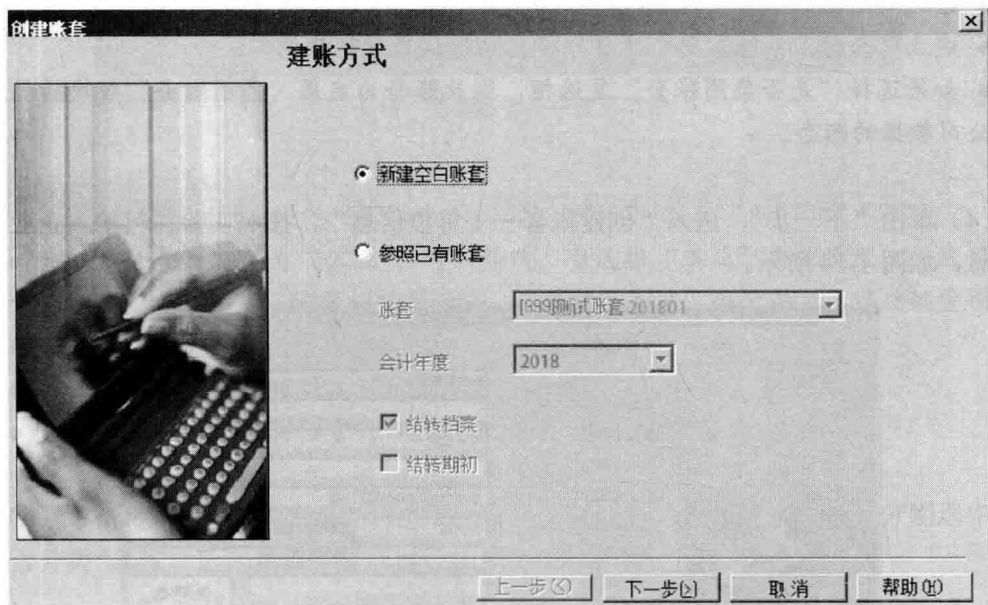 创建账套
建账方式
新建空白账套
参照已有账套
账套 [999]测试账套 201801
会计年度 2018
结转档案
结转期初
上一步(<) 下一步(>) 取消 帮助(H)